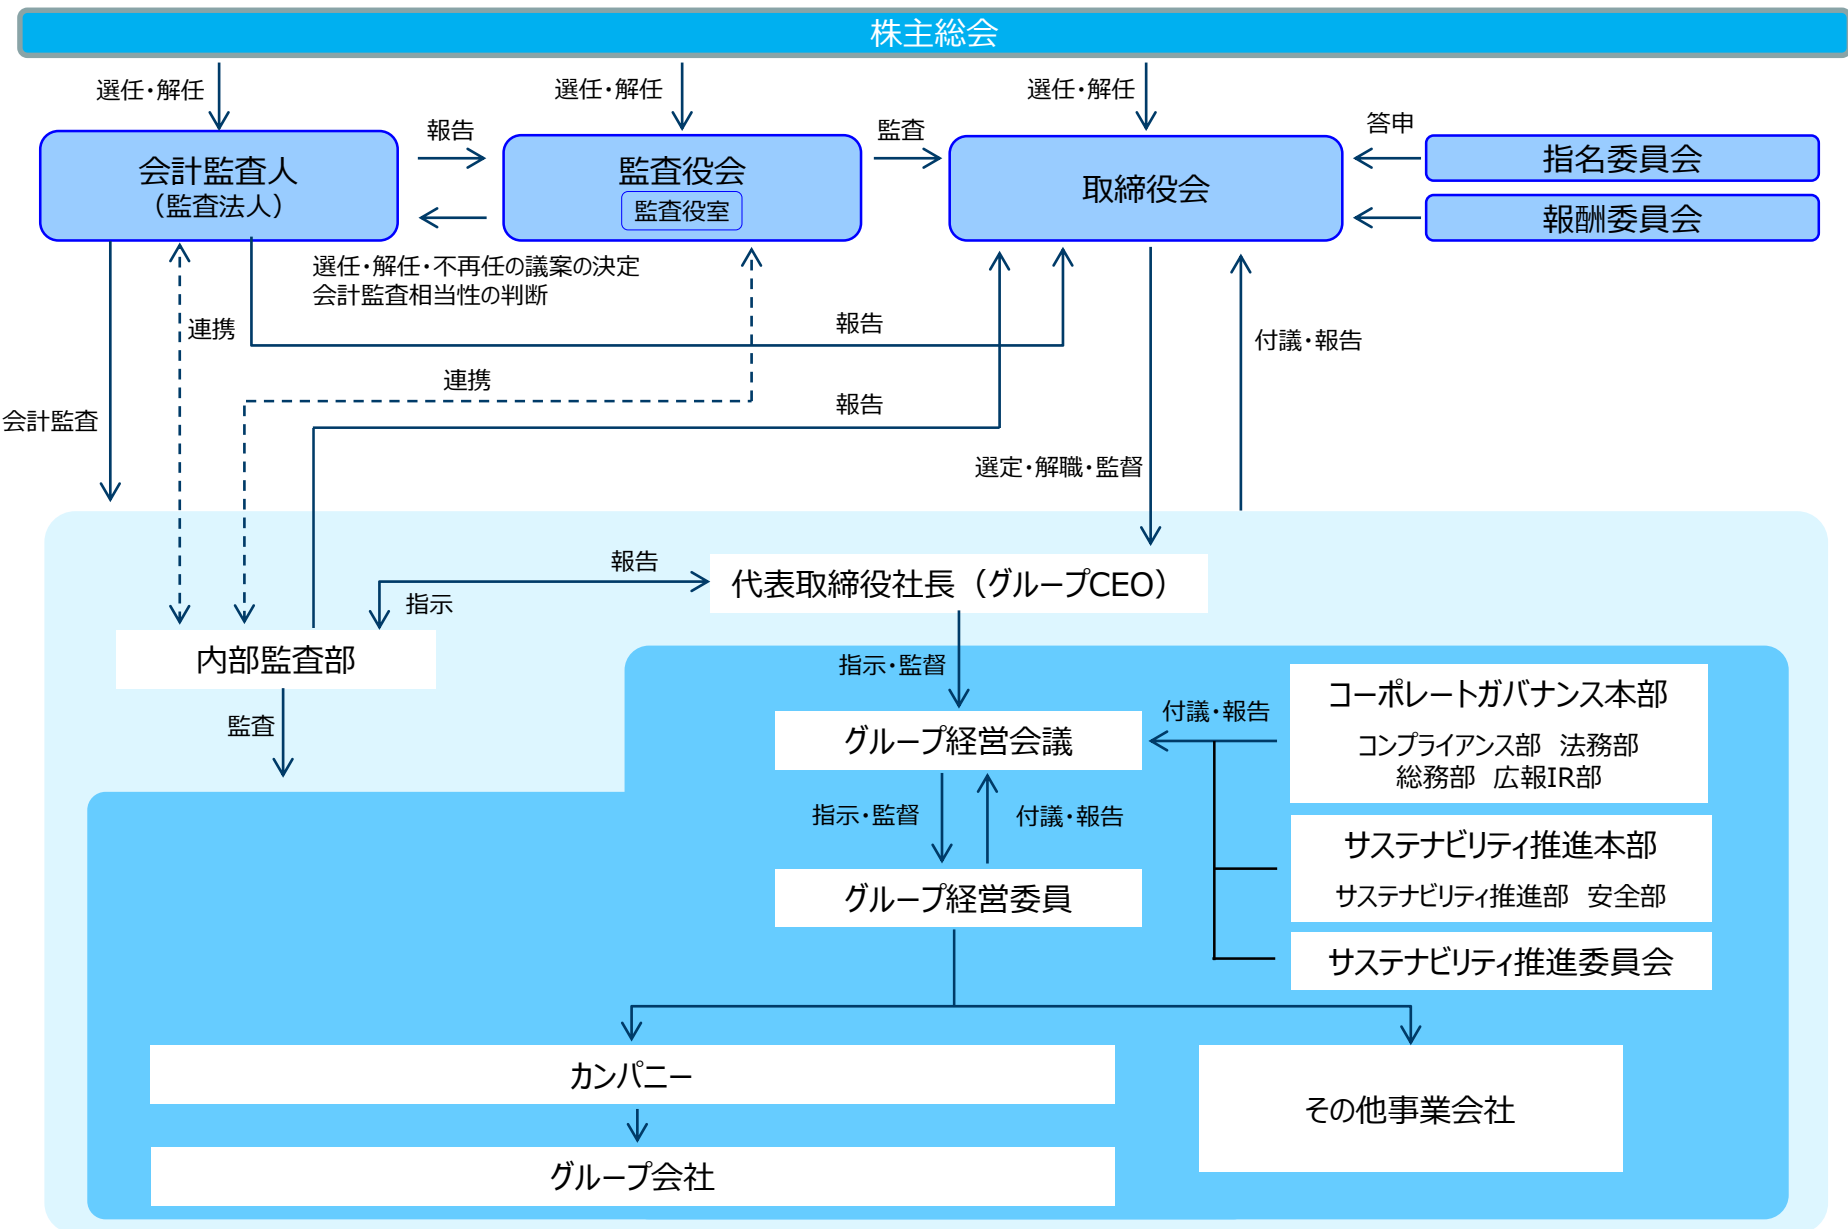 株主総会
選任・解任
選任・解任
選任・解任
報告
監査
答申
会計監査人
（監査法人）
監査役会
監査役室
取締役会
指名委員会
報酬委員会
選任・解任・不再任の議案の決定
会計監査相当性の判断
連携
報告
付議・報告
連携
報告
会計監査
選定・解職・監督
報告
指示
代表取締役社長（グループCEO）
内部監査部
監査
指示・監督
グループ経営会議
付議・報告
コーポレートガバナンス本部
コンプライアンス部　法務部
総務部　広報IR部
指示・監督
付議・報告
サステナビリティ推進本部
サステナビリティ推進部　安全部
グループ経営委員
サステナビリティ推進委員会
カンパニー
その他事業会社
グループ会社